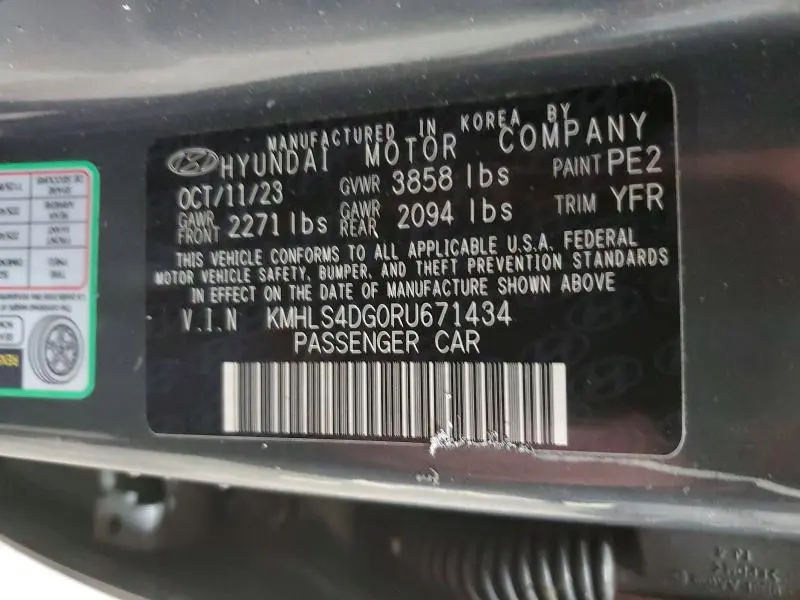 MANUFACTURED IN KOREA BY
HYUNDAI MOTOR COMPANY
OCT/11/23 GVWR 3858 lbs PAINT PE2
GAWR FRONT 2271 lbs GAWR REAR 2094 lbs TRIM YFR
THIS VEHICLE CONFORMS TO ALL APPLICABLE U.S.A. FEDERAL
MOTOR VEHICLE SAFETY, BUMPER, AND THEFT PREVENTION STANDARDS
IN EFFECT ON THE DATE OF MANUFACTURE SHOWN ABOVE
V.I.N KMHLS4DG0RU671434
PASSENGER CAR